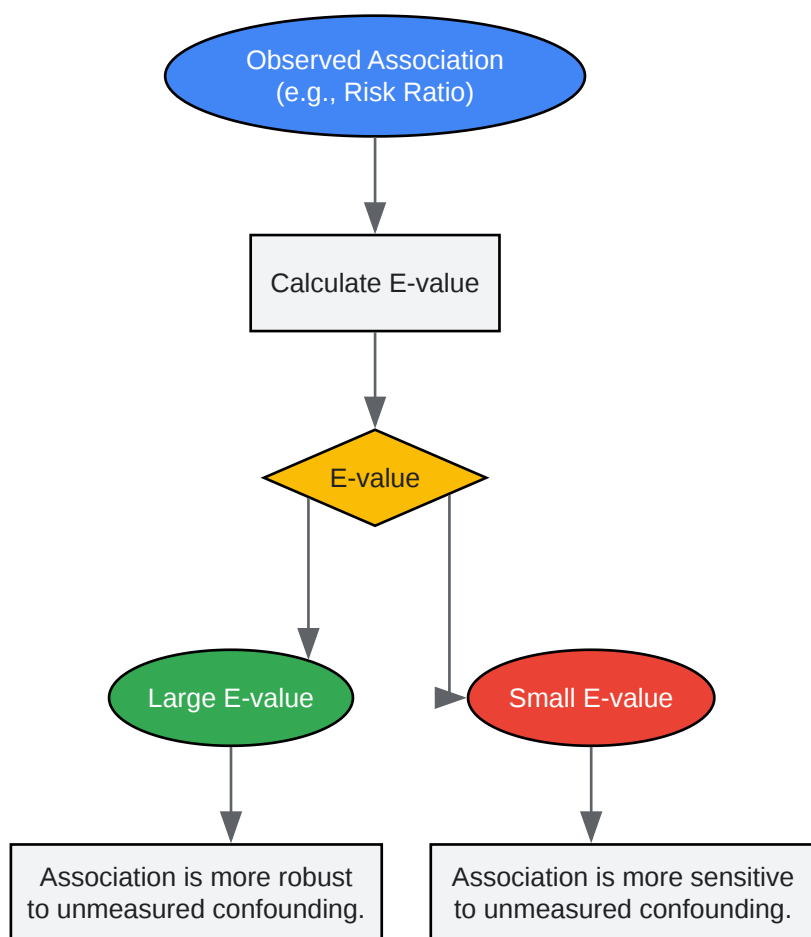 Observed Association
(e.g., Risk Ratio)
Calculate E-value
E-value
Large E-value
Small E-value
Association is more robust
to unmeasured confounding.
Association is more sensitive
to unmeasured confounding.